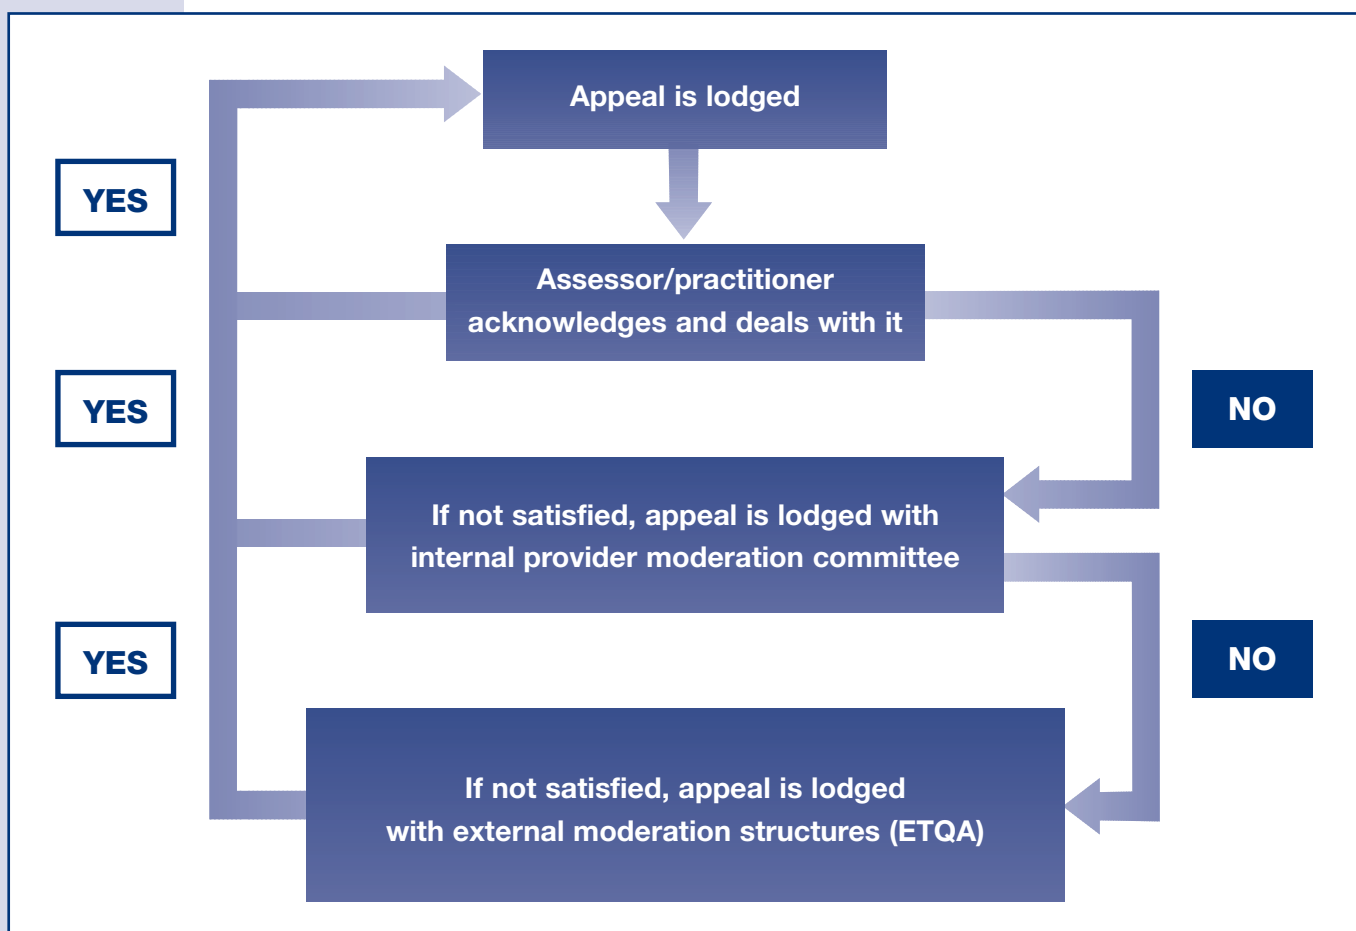 Appeal is lodged
YES
Assessor/practitioner
acknowledges and deals with it
YES
NO
If not satisfied, appeal is lodged with
internal provider moderation committee
YES
NO
If not satisfied, appeal is lodged
with external moderation structures (ETQA)